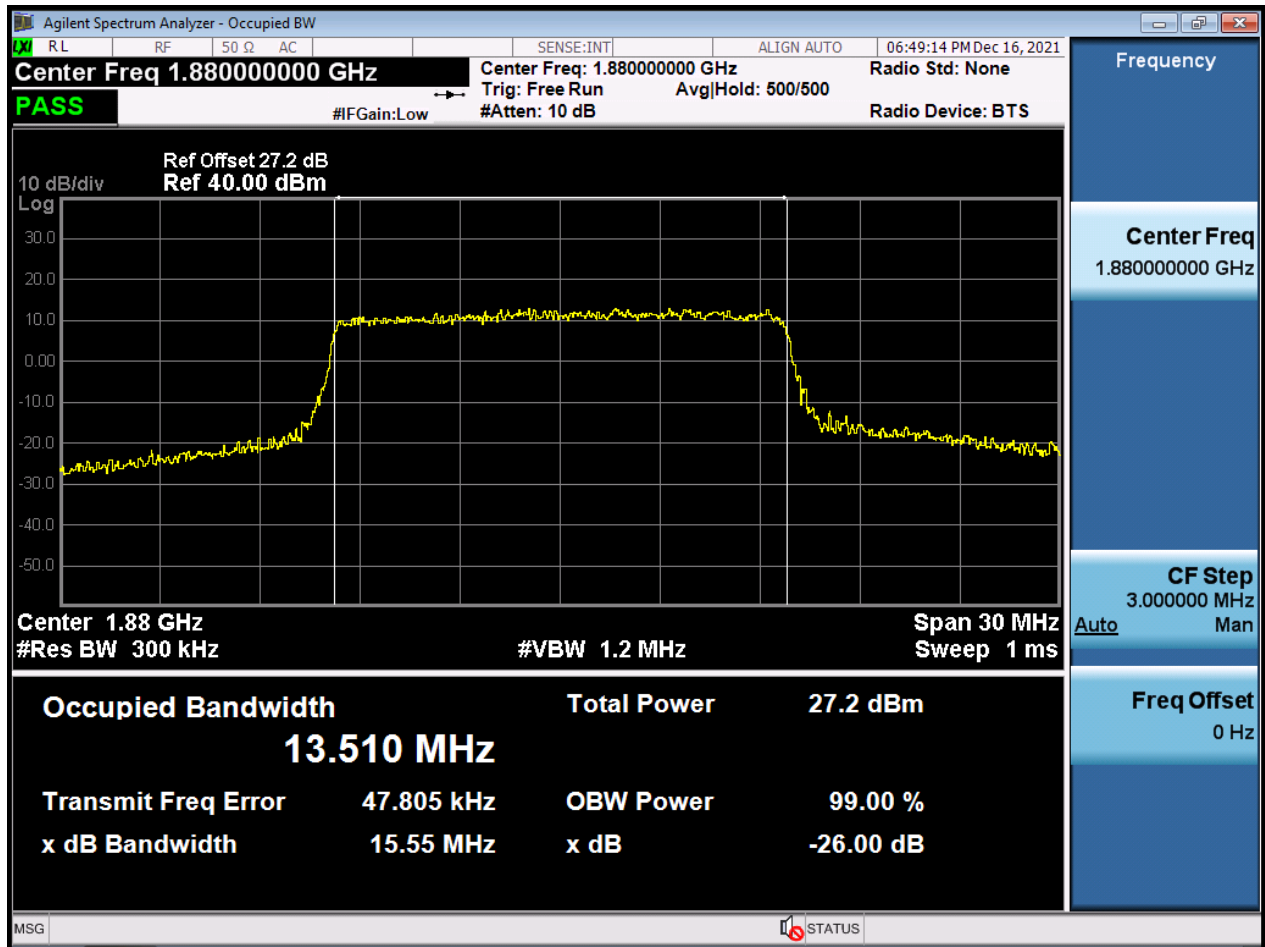 Agilent Spectrum Analyzer - Occupied BW
LXI RL RF 50 Ω AC SENSE:INT ALIGN AUTO 06:49:14 PM Dec 16, 2021
Center Freq 1.880000000 GHz
Center Freq: 1.880000000 GHz Radio Std: None
Trig: Free Run Avg|Hold: 500/500
PASS
#IFGain:Low #Atten: 10 dB Radio Device: BTS
Ref Offset 27.2 dB
10 dB/div Ref 40.00 dBm
Log
30.0
20.0
10.0
0.00
-10.0
-20.0
-30.0
-40.0
-50.0
Center 1.88 GHz Span 30 MHz
#Res BW 300 kHz #VBW 1.2 MHz Sweep 1 ms
Occupied Bandwidth Total Power 27.2 dBm
13.510 MHz
Transmit Freq Error 47.805 kHz OBW Power 99.00 %
x dB Bandwidth 15.55 MHz x dB -26.00 dB
MSG STATUS
Frequency
Center Freq
1.880000000 GHz
CF Step
3.000000 MHz
Auto Man
Freq Offset
0 Hz